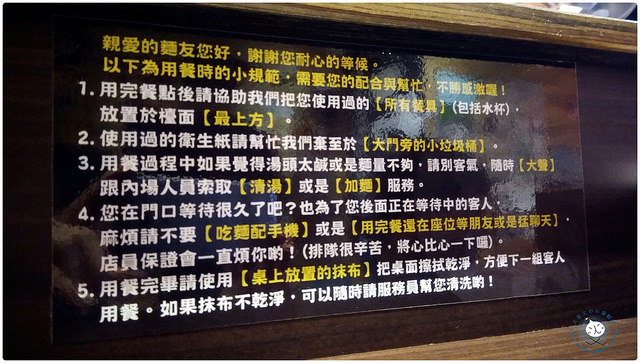 親愛的麵友您好，謝謝您耐心的等候。
以下為用餐時的小規範，需要您的配合與幫忙，不勝感激喔！
1. 用完餐點後請協助我們把您使用過的【所有餐具】(包括水杯)，
放置於檯面【最上方】。
2. 使用過的衛生紙請幫忙我們棄至於【大門旁的小垃圾桶】。
3. 用餐過程中如果覺得湯頭太鹹或是麵量不夠，請別客氣，隨時【大聲】
跟內場人員索取【清湯】或是【加麵】服務。
4. 您在門口等待很久了吧？也為了您後面正在等待中的客人，
麻煩請不要【吃麵配手機】或是【用完餐還在座位等朋友或是猛聊天】，
店員保證會一直煩你喲！(排隊很辛苦，將心比心一下囉)。
5. 用餐完畢請使用【桌上放置的抹布】把桌面擦拭乾淨，方便下一組客人
用餐。如果抹布不乾淨，可以隨時請服務員幫您清洗喲！